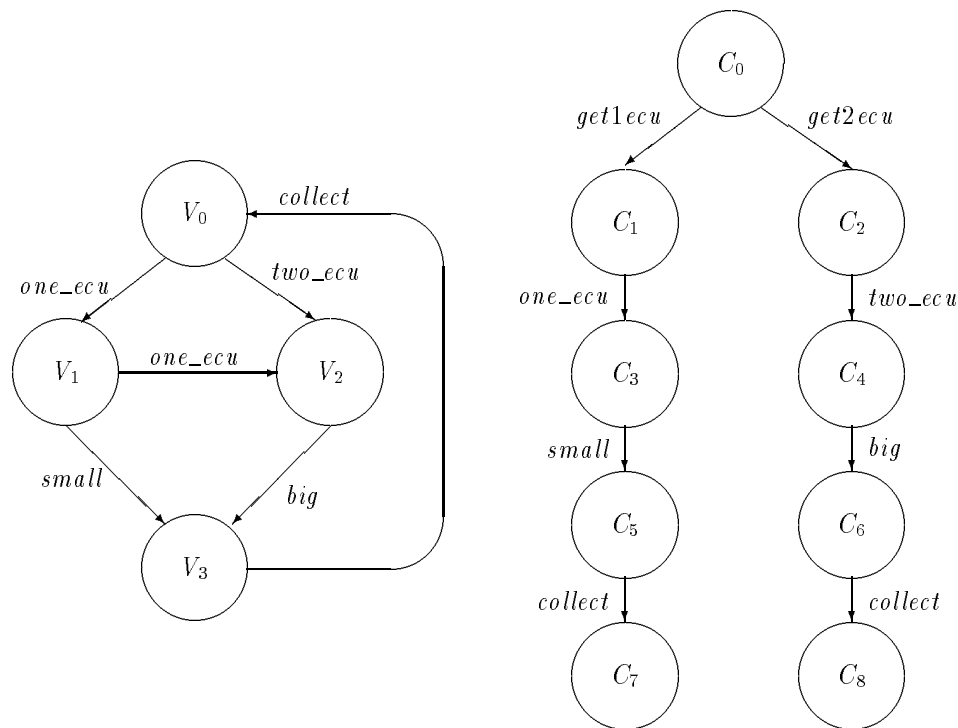 C₀
get1ecu
get2ecu
collect
V₀
C₁
C₂
one_ecu
two_ecu
one_ecu
two_ecu
V₁
one_ecu
V₂
C₃
C₄
small
big
small
big
V₃
C₅
C₆
collect
collect
C₇
C₈